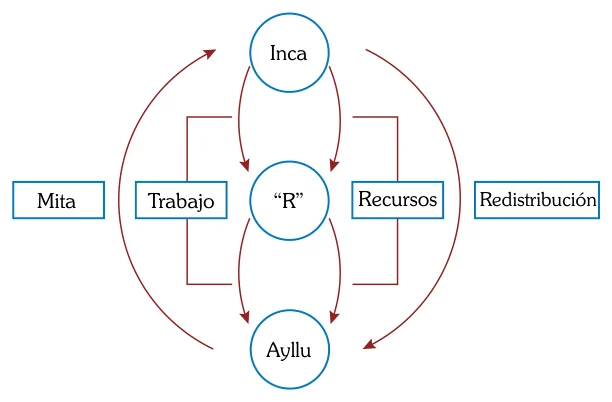 Inca
Mita
Trabajo
“R”
Recursos
Redistribución
Ayllu